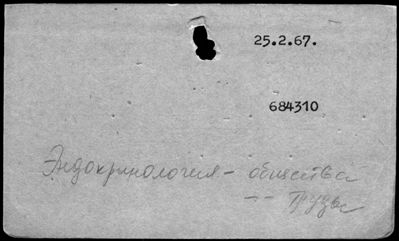 25.2.67.
684310
Эндокринология - общества
-- Труды